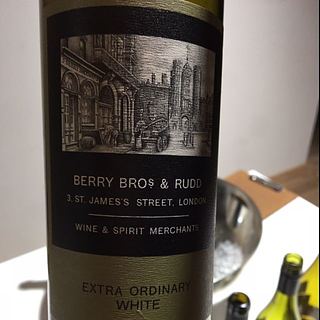 BERRY BROS & RUDD
3, ST. JAMES'S STREET, LONDON
WINE & SPIRIT MERCHANTS
EXTRA ORDINARY
WHITE